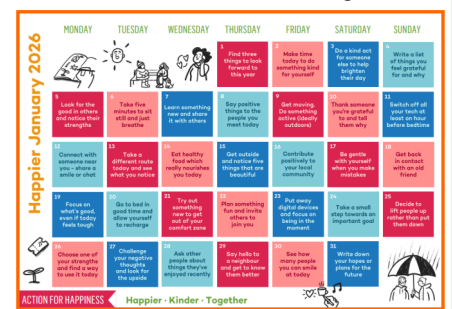 MONDAY TUESDAY WEDNESDAY THURSDAY FRIDAY SATURDAY SUNDAY
Happier January 2026
1
Find three
things to look
forward to
this year
2
Make time
today to do
something kind
for yourself
3
Do a kind act
for someone
else to help
brighten
their day
4
Write a list
of things you
feel grateful
for and why
5
Look for the
good in others
and notice their
strengths
6
Take five
minutes to sit
still and just
breathe
7
Learn something
new and share
it with others
8
Say positive
things to the
people you
meet today
9
Get moving.
Do something
active (ideally
outdoors)
10
Thank someone
you're grateful
to and tell
them why
11
Switch off all
your tech at
least an hour
before bedtime
12
Connect with
someone near
you - share a
smile or chat
13
Take a
different route
today and see
what you notice
14
Eat healthy
food which
really nourishes
you today
15
Get outside
and notice five
things that are
beautiful
16
Contribute
positively to
your local
community
17
Be gentle
with yourself
when you
make mistakes
18
Get back
in contact
with an old
friend
19
Focus on
what's good,
even if today
feels tough
20
Go to bed in
good time and
allow yourself
to recharge
21
Try out
something
new to get
out of your
comfort zone
22
Plan something
fun and invite
others to
join you
23
Put away
digital devices
and focus on
being in the
moment
24
Take a small
step towards an
important goal
25
Decide to
lift people up
rather than put
them down
26
Choose one of
your strengths
and find a way
to use it today
27
Challenge
your negative
thoughts
and look for
the upside
28
Ask other
people about
things they've
enjoyed recently
29
Say hello to
a neighbour
and get to know
them better
30
See how
many people
you can smile
at today
31
Write down
your hopes or
plans for the
future
ACTION FOR HAPPINESS
Happier · Kinder · Together